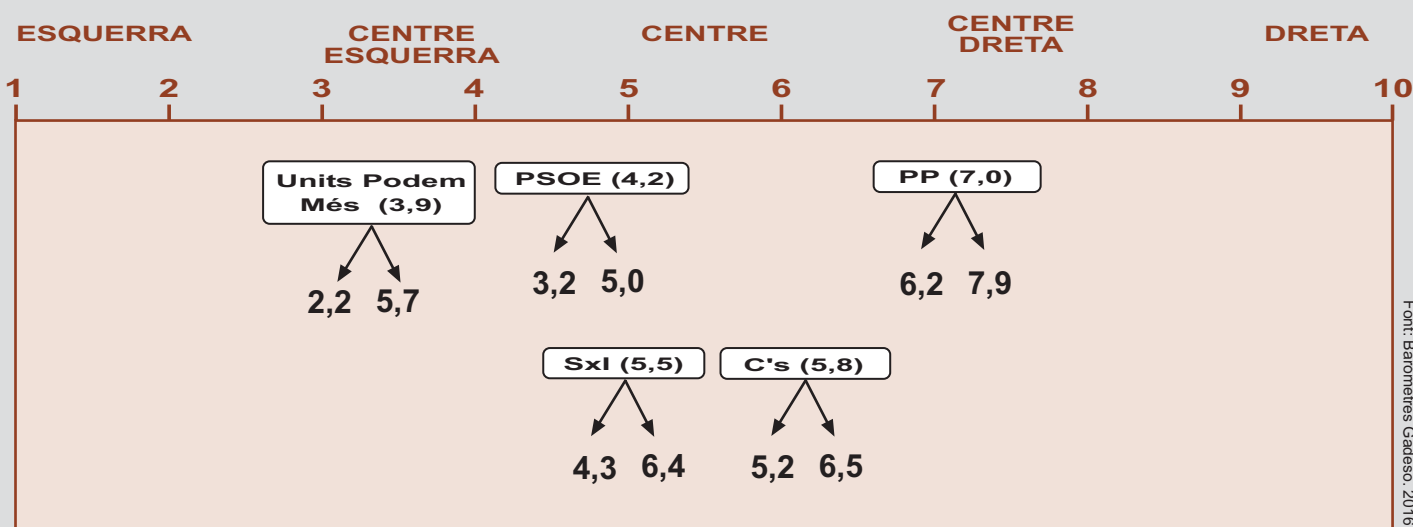 ESQUERRA
CENTRE
ESQUERRA
CENTRE
CENTRE
DRETA
DRETA
1 2 3 4 5 6 7 8 9 10
Units Podem
Més (3,9)
PSOE (4,2)
PP (7,0)
2,2 5,7
3,2 5,0
6,2 7,9
SxI (5,5)
C's (5,8)
4,3 6,4
5,2 6,5
Font: Baròmetres Gadeso. 2016